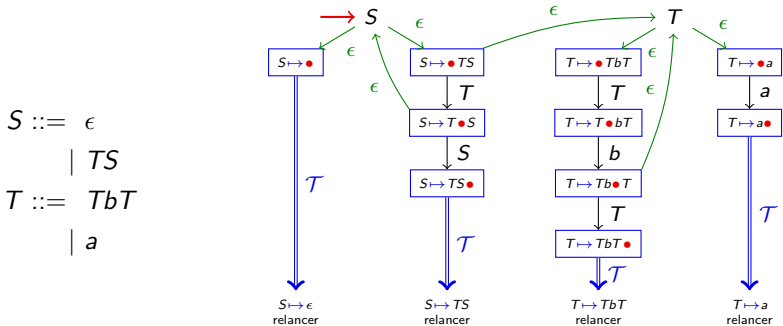 S ::= ϵ
| TS
T ::= TbT
| a
S T
ϵ ϵ ϵ ϵ ϵ
S↦● S↦●TS T↦●TbT T↦●a
ϵ T T ϵ a
S↦T●S T↦T●bT T↦a●
S b
S↦TS● T↦Tb●T
𝒯 T 𝒯
𝒯 T↦TbT●
𝒯
S↦ϵ S↦TS T↦TbT T↦a
relancer relancer relancer relancer